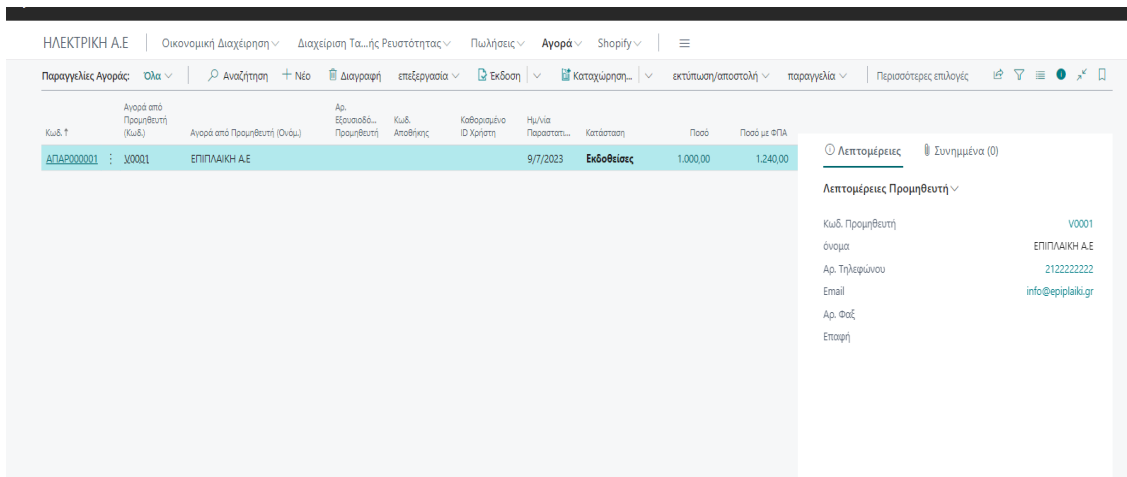 ΗΛΕΚΤΡΙΚΗ Α.Ε Οικονομική Διαχείρηση Διαχείριση Τα...ής Ρευστότητας Πωλήσεις Αγορά Shopify
Παραγγελίες Αγοράς: Όλα Αναζήτηση Νέο Διαγραφή επεξεργασία Έκδοση Καταχώρηση... εκτύπωση/αποστολή παραγγελία Περισσότερες επιλογές
Κωδ. ↑ Αγορά από Προμηθευτή (Κωδ.) Αγορά από Προμηθευτή (Ονόμ.) Αρ. Εξουσιοδό... Προμηθευτή Κωδ. Αποθήκης Καθορισμένο ID Χρήστη Ημ/νία Παραστατι... Κατάσταση Ποσό Ποσό με ΦΠΑ
ΑΠΑΡ000001 V0001 ΕΠΙΠΛΑΙΚΗ Α.Ε 9/7/2023 Εκδοθείσες 1.000,00 1.240,00
Λεπτομέρειες Συνημμένα (0)
Λεπτομέρειες Προμηθευτή
Κωδ. Προμηθευτή V0001
όνομα ΕΠΙΠΛΑΙΚΗ Α.Ε
Αρ. Τηλεφώνου 2122222222
Email info@epiplaiki.gr
Αρ. Φαξ
Επαφή